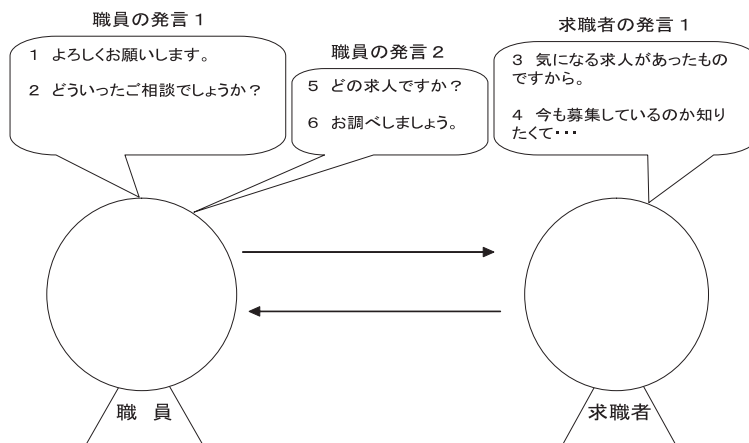 職員の発言1
1 よろしくお願いします。
2 どういったご相談でしょうか?
職員の発言2
5 どの求人ですか?
6 お調べしましょう。
求職者の発言1
3 気になる求人があったもの
ですから。
4 今も募集しているのか知り
たくて・・・
職 員
求職者